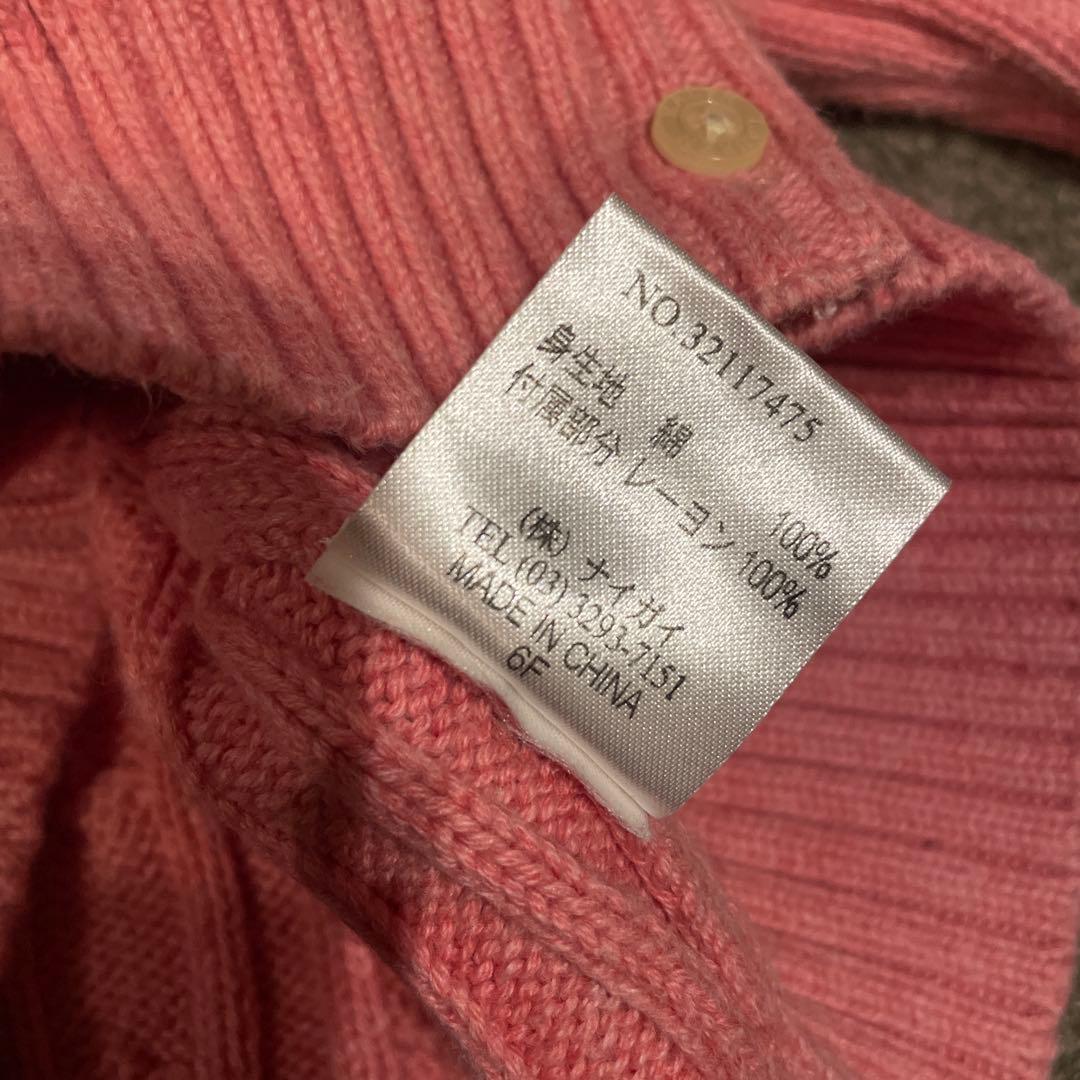 NO.32117475
身生地 綿 100%
付属部分 レーヨン 100%
(株) ナイガイ
TEL (03) 3293-7151
MADE IN CHINA
6F